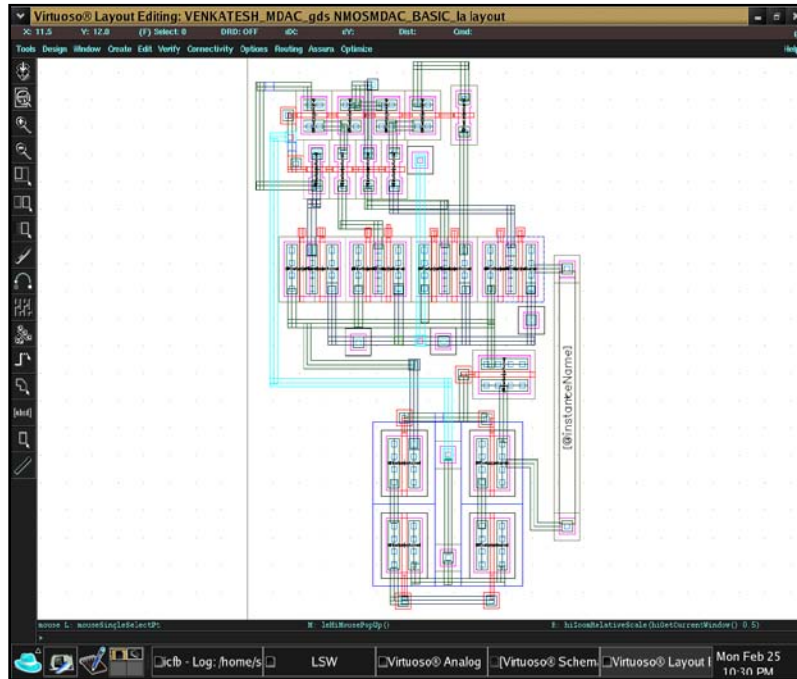 Virtuoso® Layout Editing: VENKATESH_MDAC_gds NMOSMDAC_BASIC_la layout
X: 11.5 Y: 12.0 (F) Select: 0 DRD: OFF dX: dY: Dist: Cmd:
Tools Design Window Create Edit Verify Connectivity Options Routing Assura Optimize Help
[abcd]
[@instanceName]
mouse L: mouseSingleSelectPt M: leHiMousePopUp() R: hiZoomRelativeScale(hiGetCurrentWindow() 0.5)
>
icfb - Log: /home/s LSW Virtuoso® Analog [Virtuoso® Schem Virtuoso® Layout E Mon Feb 25
10:30 PM